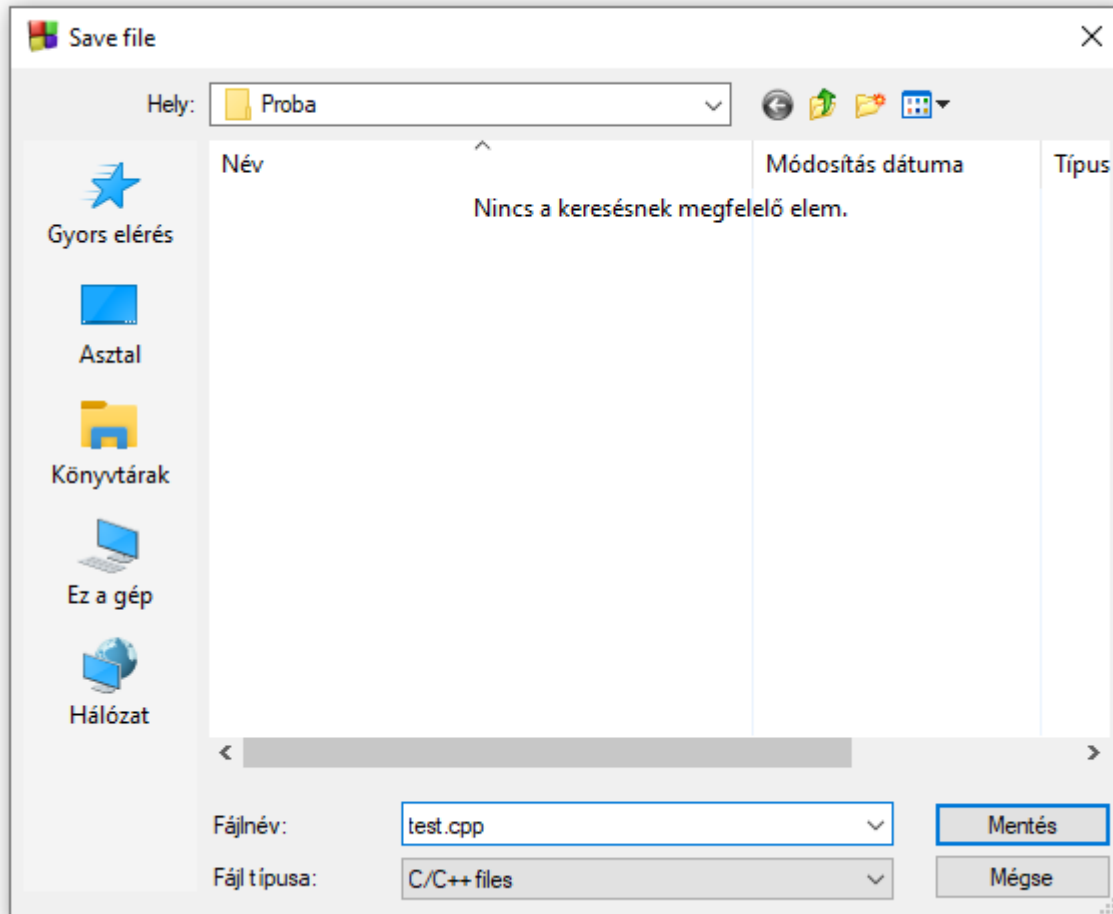 Save file
Hely: Proba
Név Módosítás dátuma Típus
Nincs a keresésnek megfelelő elem.
Gyors elérés
Asztal
Könyvtárak
Ez a gép
Hálózat
Fájlnév: test.cpp Mentés
Fájl típusa: C/C++ files Mégse